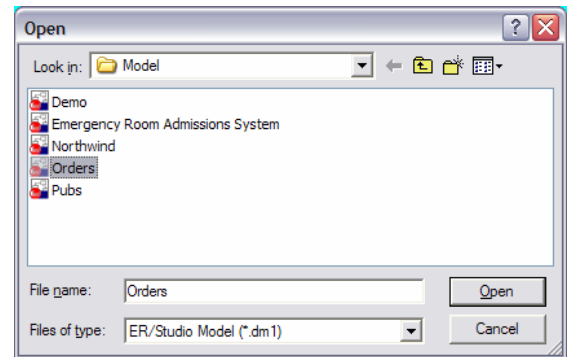 Open
Look in: Model
Demo
Emergency Room Admissions System
Northwind
Orders
Pubs
File name: Orders Open
Files of type: ER/Studio Model (*.dm1) Cancel